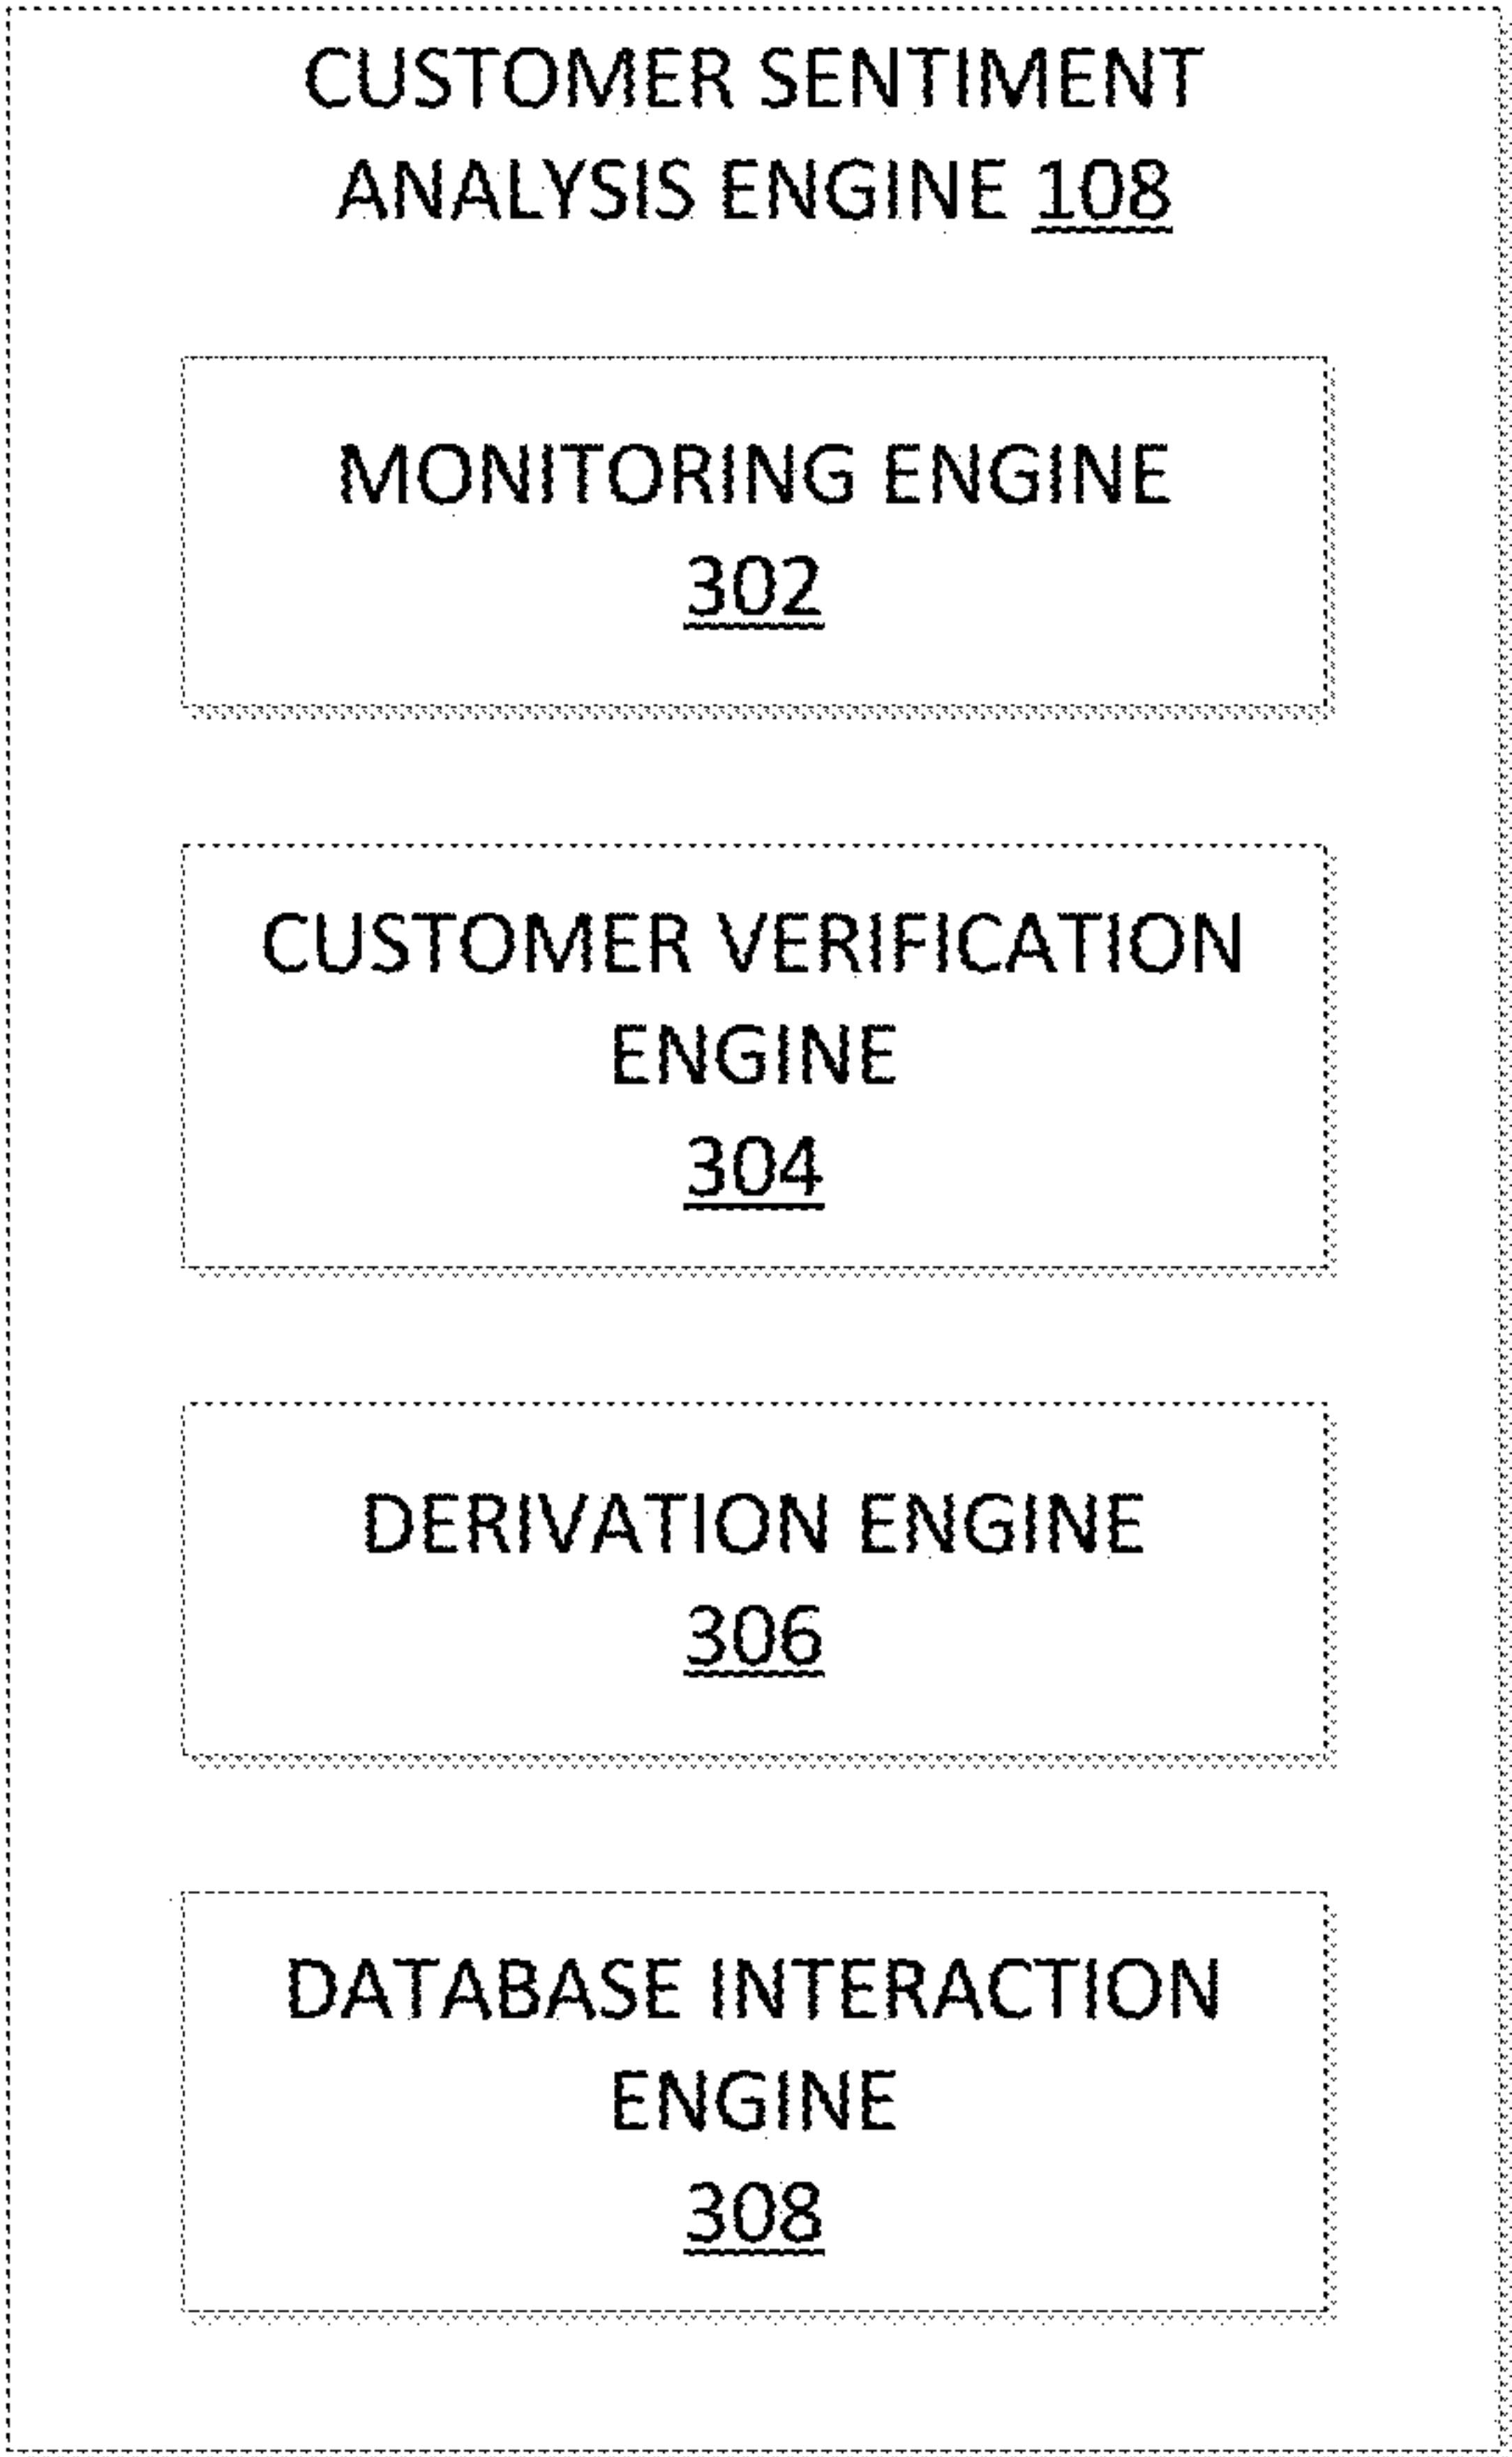 CUSTOMER SENTIMENT
ANALYSIS ENGINE 108
MONITORING ENGINE
302
CUSTOMER VERIFICATION
ENGINE
304
DERIVATION ENGINE
306
DATABASE INTERACTION
ENGINE
308